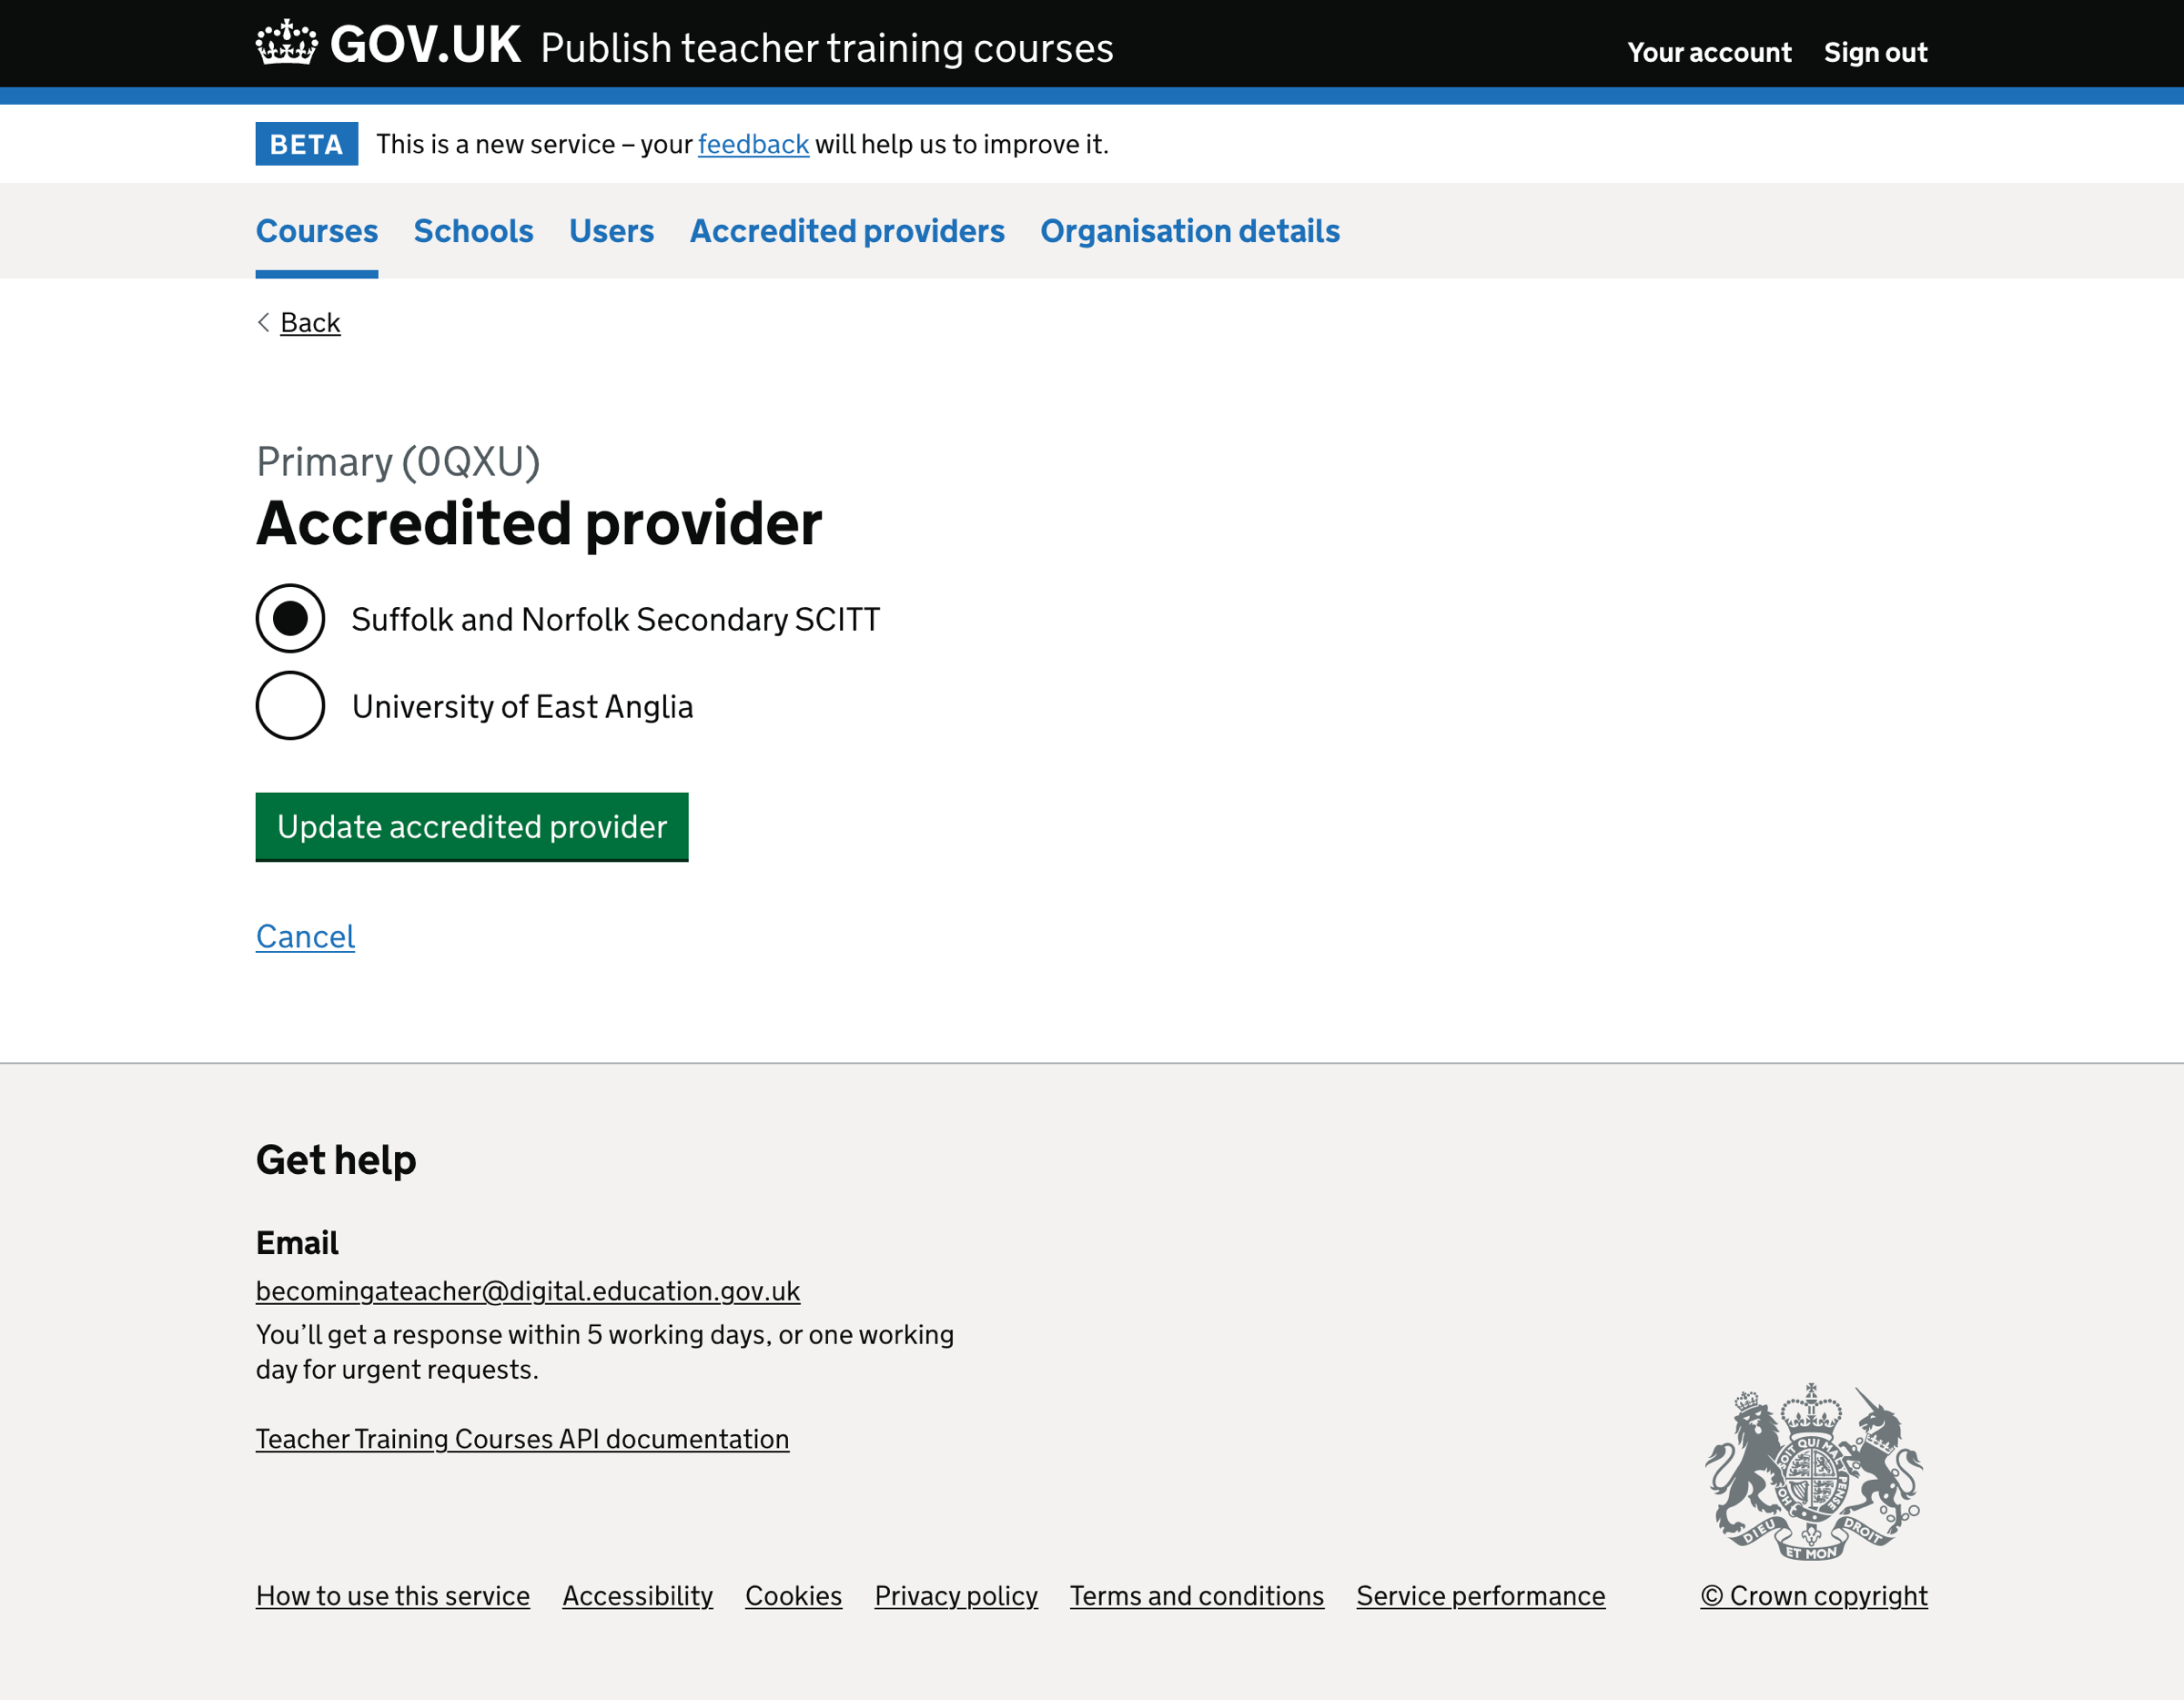 GOV.UK Publish teacher training courses
Your account Sign out
BETA This is a new service – your feedback will help us to improve it.
Courses Schools Users Accredited providers Organisation details
Back
Primary (0QXU)
Accredited provider
Suffolk and Norfolk Secondary SCITT
University of East Anglia
Update accredited provider
Cancel
Get help
Email
becomingateacher@digital.education.gov.uk
You’ll get a response within 5 working days, or one working
day for urgent requests.
Teacher Training Courses API documentation
DIEU ET MON DROIT
How to use this service Accessibility Cookies Privacy policy Terms and conditions Service performance
© Crown copyright